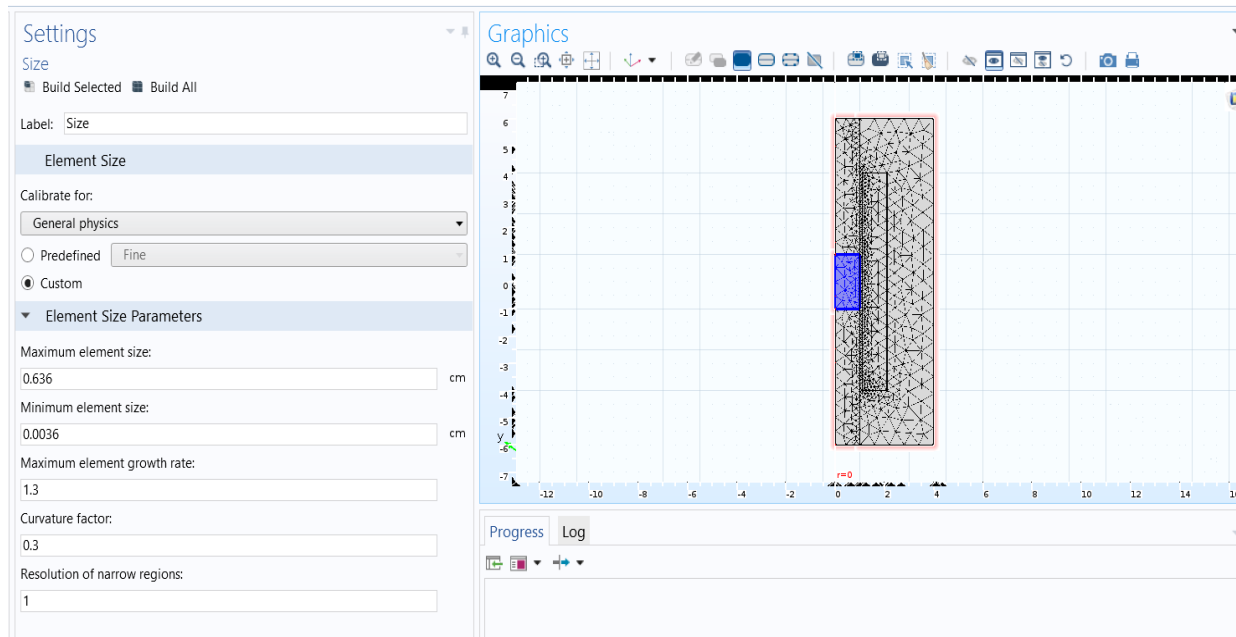 Settings
Size
Build Selected Build All
Label: Size
Element Size
Calibrate for:
General physics
Predefined Fine
Custom
Element Size Parameters
Maximum element size:
0.636 cm
Minimum element size:
0.0036 cm
Maximum element growth rate:
1.3
Curvature factor:
0.3
Resolution of narrow regions:
1
Graphics
7
6
5
4
3
2
1
0
-1
-2
-3
-4
-5
y
-6
-7
r=0
-12 -10 -8 -6 -4 -2 0 2 4 6 8 10 12 14
Progress Log